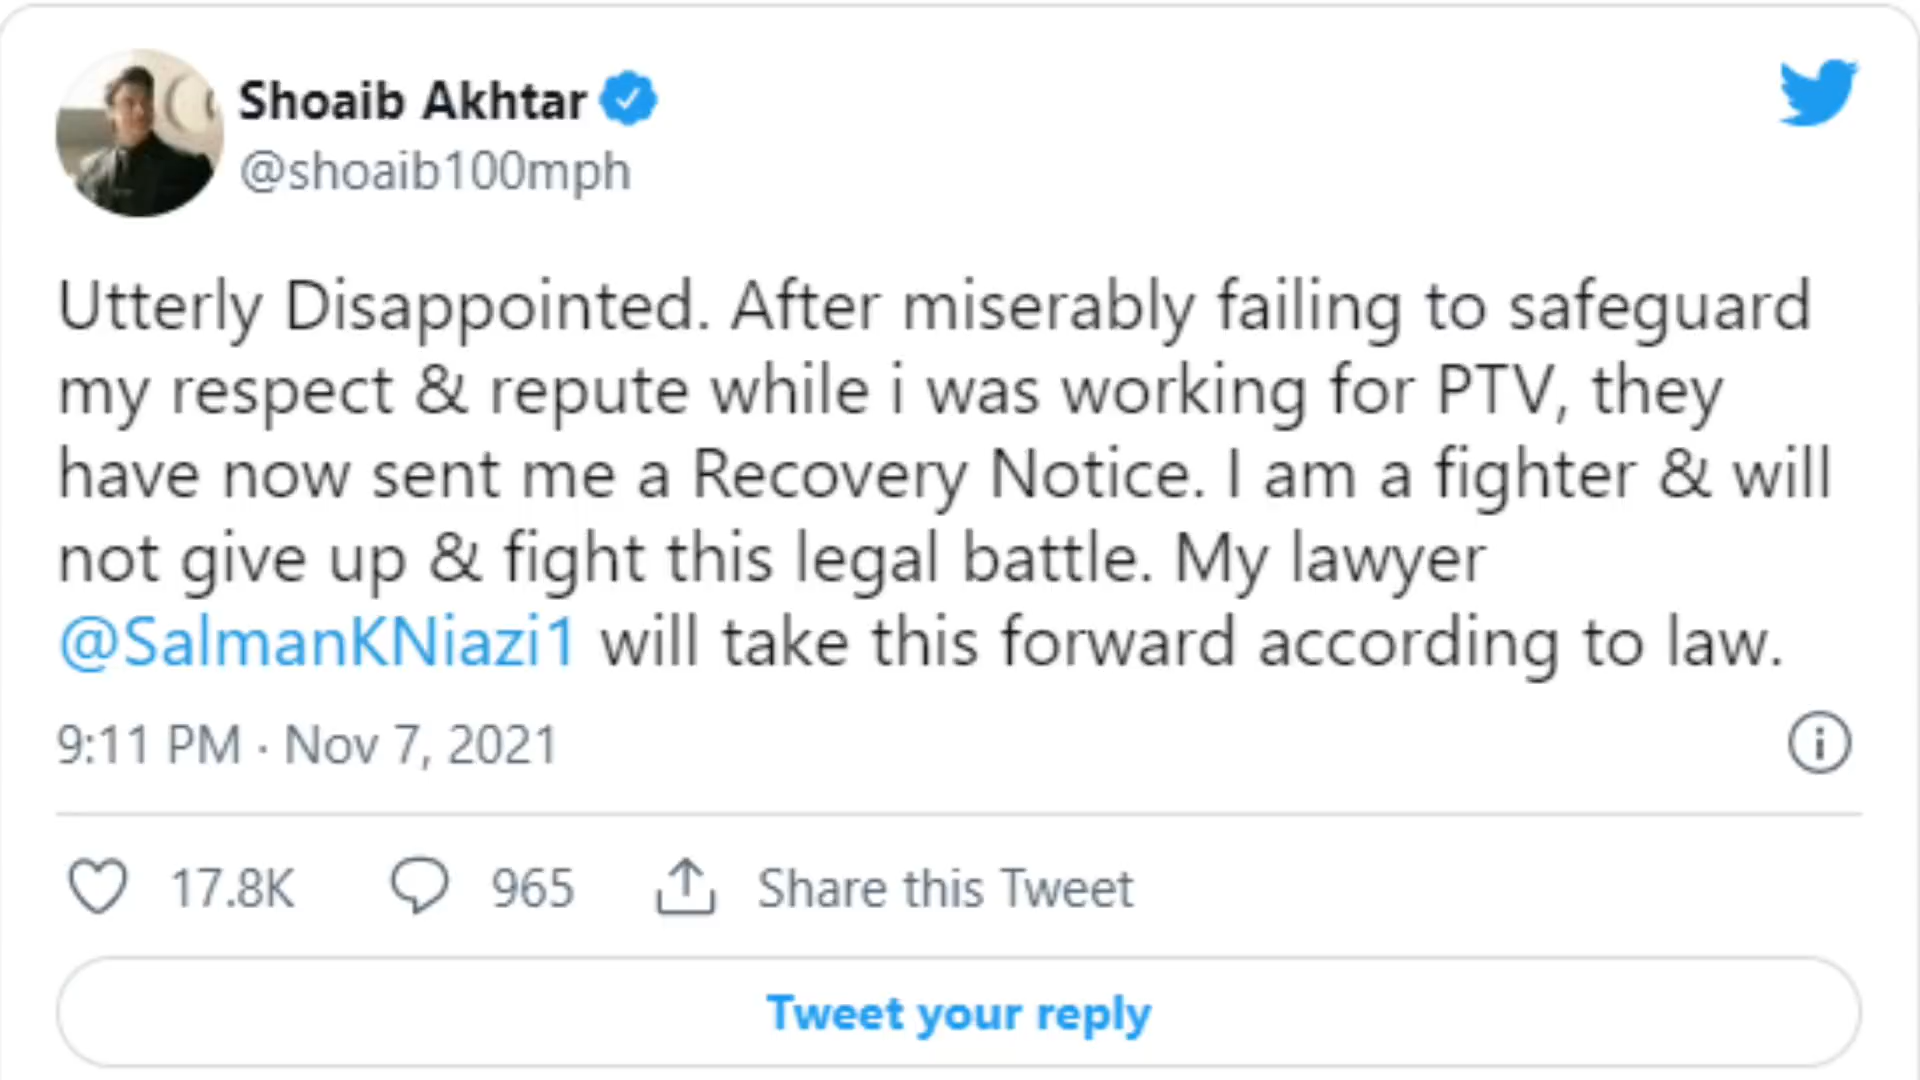 Shoaib Akhtar
@shoaib100mph
Utterly Disappointed. After miserably failing to safeguard
my respect & repute while i was working for PTV, they
have now sent me a Recovery Notice. I am a fighter & will
not give up & fight this legal battle. My lawyer
@SalmanKNiazi1 will take this forward according to law.
9:11 PM · Nov 7, 2021
17.8K 965 Share this Tweet
Tweet your reply